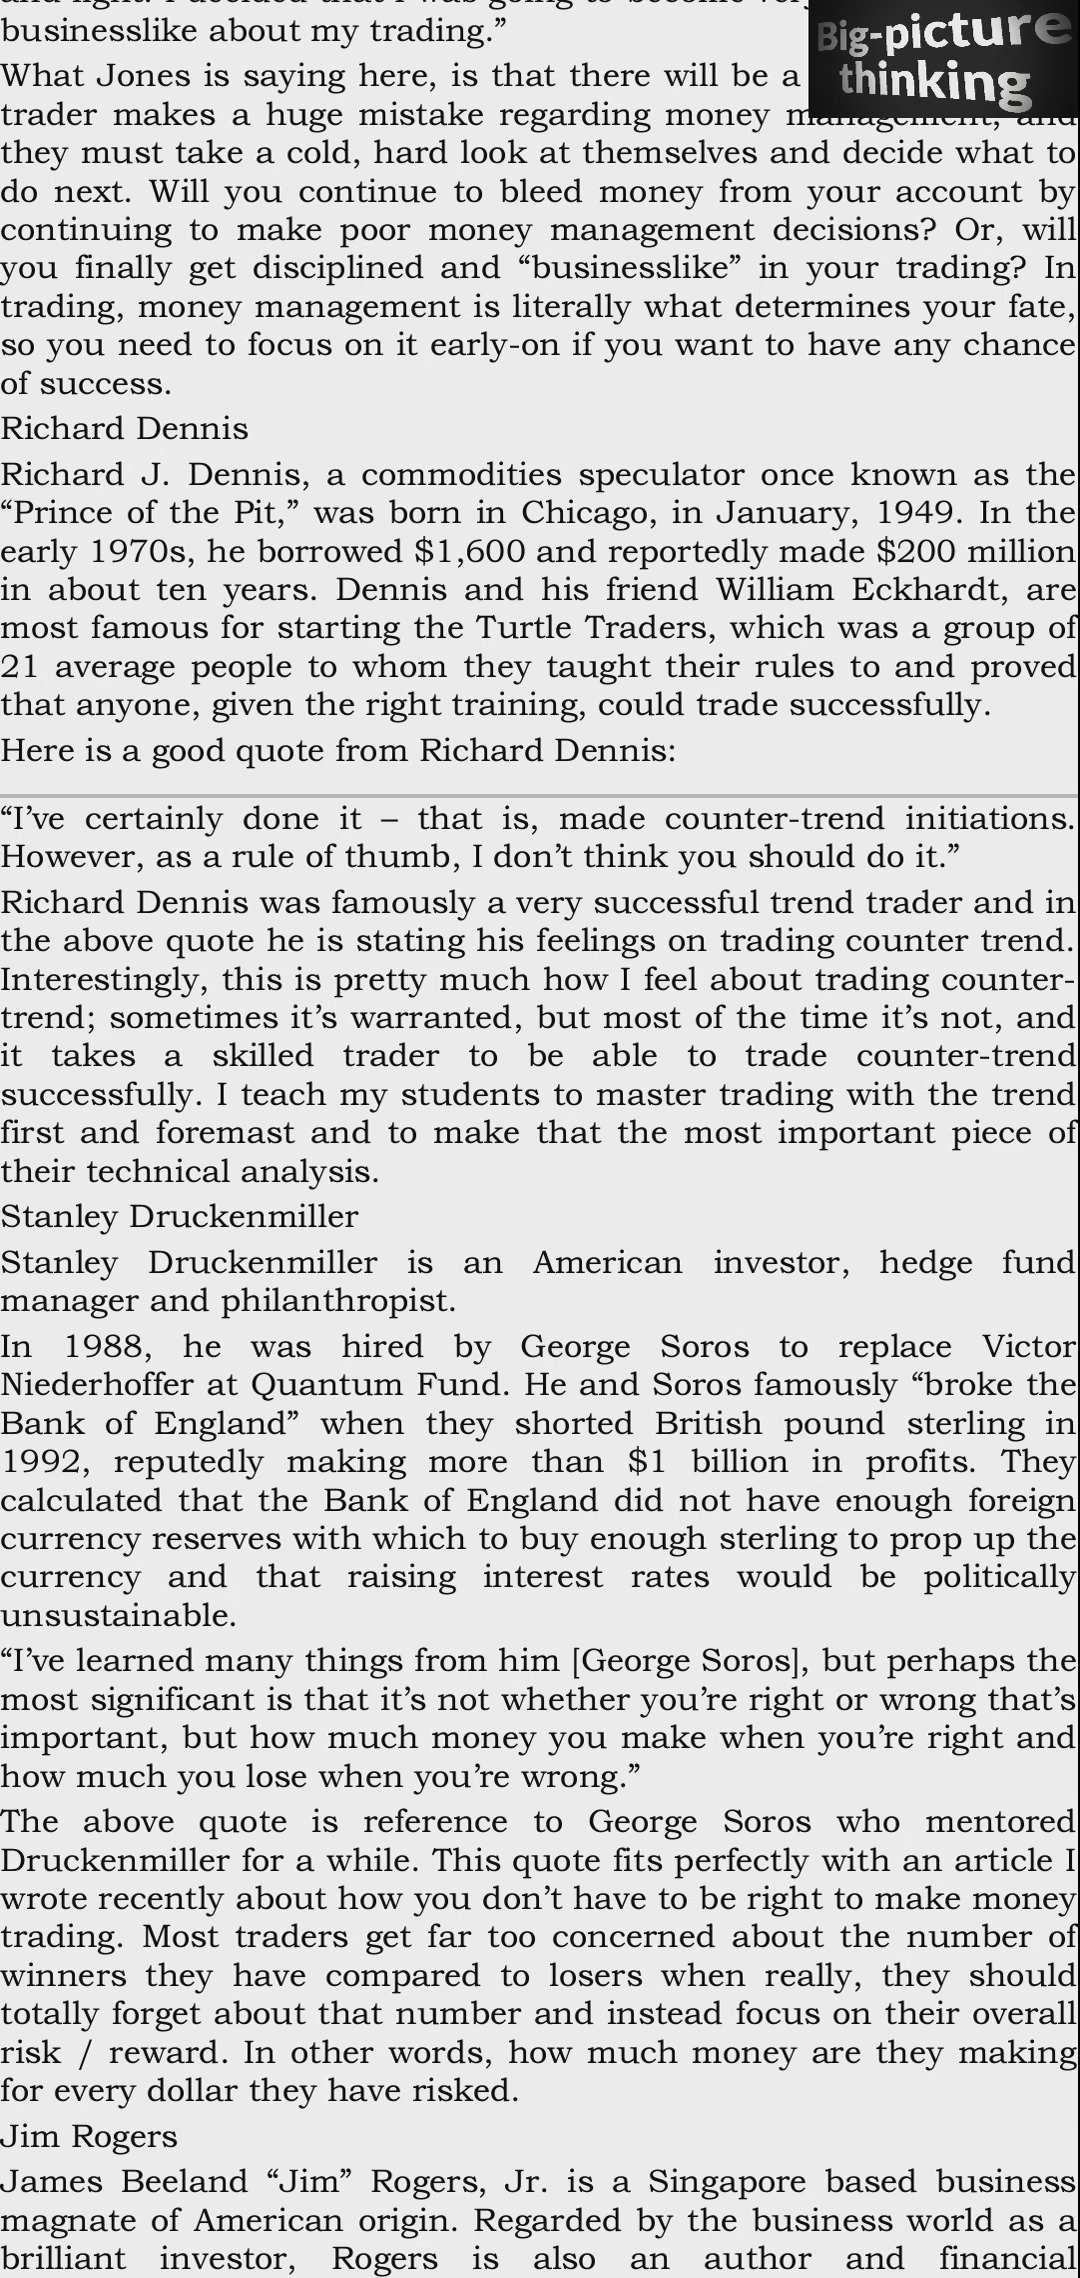 businesslike about my trading.”
Big-picture
thinking
What Jones is saying here, is that there will be a
trader makes a huge mistake regarding money management, and
they must take a cold, hard look at themselves and decide what to
do next. Will you continue to bleed money from your account by
continuing to make poor money management decisions? Or, will
you finally get disciplined and “businesslike” in your trading? In
trading, money management is literally what determines your fate,
so you need to focus on it early-on if you want to have any chance
of success.
Richard Dennis
Richard J. Dennis, a commodities speculator once known as the
“Prince of the Pit,” was born in Chicago, in January, 1949. In the
early 1970s, he borrowed $1,600 and reportedly made $200 million
in about ten years. Dennis and his friend William Eckhardt, are
most famous for starting the Turtle Traders, which was a group of
21 average people to whom they taught their rules to and proved
that anyone, given the right training, could trade successfully.
Here is a good quote from Richard Dennis:
“I’ve certainly done it – that is, made counter-trend initiations.
However, as a rule of thumb, I don’t think you should do it.”
Richard Dennis was famously a very successful trend trader and in
the above quote he is stating his feelings on trading counter trend.
Interestingly, this is pretty much how I feel about trading counter-
trend; sometimes it’s warranted, but most of the time it’s not, and
it takes a skilled trader to be able to trade counter-trend
successfully. I teach my students to master trading with the trend
first and foremast and to make that the most important piece of
their technical analysis.
Stanley Druckenmiller
Stanley Druckenmiller is an American investor, hedge fund
manager and philanthropist.
In 1988, he was hired by George Soros to replace Victor
Niederhoffer at Quantum Fund. He and Soros famously “broke the
Bank of England” when they shorted British pound sterling in
1992, reputedly making more than $1 billion in profits. They
calculated that the Bank of England did not have enough foreign
currency reserves with which to buy enough sterling to prop up the
currency and that raising interest rates would be politically
unsustainable.
“I’ve learned many things from him [George Soros], but perhaps the
most significant is that it’s not whether you’re right or wrong that’s
important, but how much money you make when you’re right and
how much you lose when you’re wrong.”
The above quote is reference to George Soros who mentored
Druckenmiller for a while. This quote fits perfectly with an article I
wrote recently about how you don’t have to be right to make money
trading. Most traders get far too concerned about the number of
winners they have compared to losers when really, they should
totally forget about that number and instead focus on their overall
risk / reward. In other words, how much money are they making
for every dollar they have risked.
Jim Rogers
James Beeland “Jim” Rogers, Jr. is a Singapore based business
magnate of American origin. Regarded by the business world as a
brilliant investor, Rogers is also an author and financial